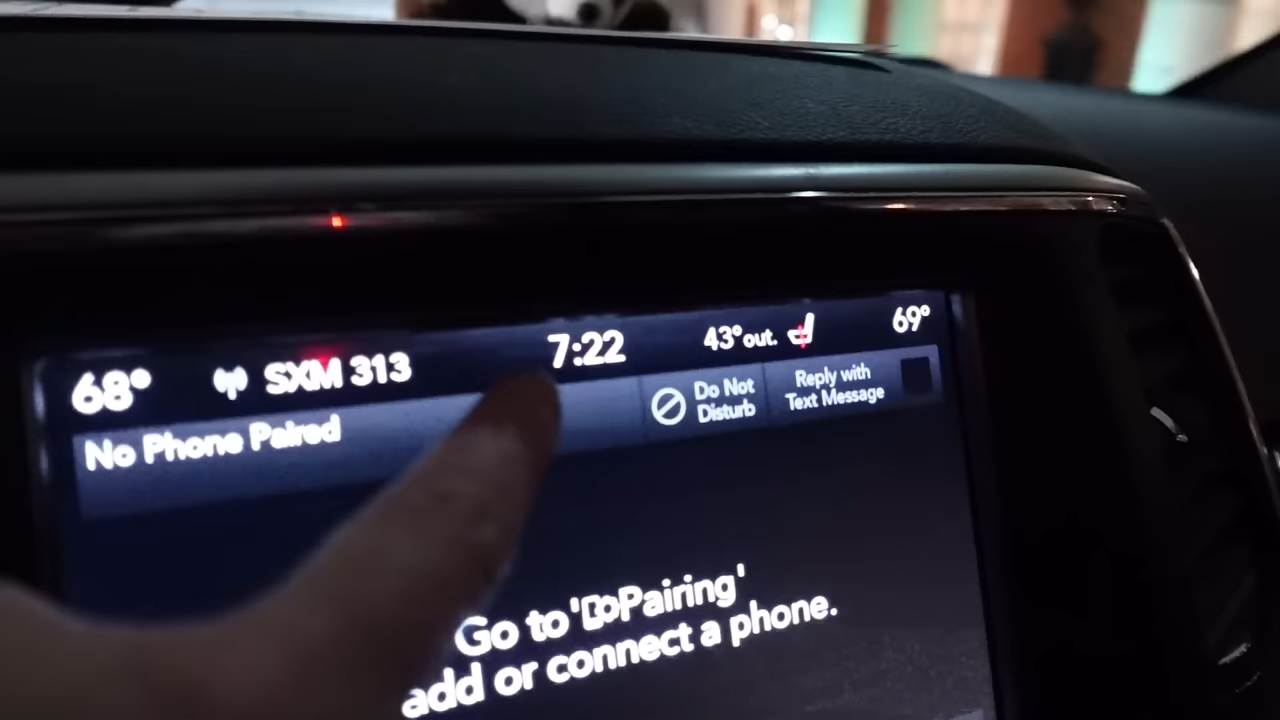 68° SXM 313 7:22 43°out. 69°
No Phone Paired
Do Not
Disturb
Reply with
Text Message
Go to 'Pairing'
add or connect a phone.